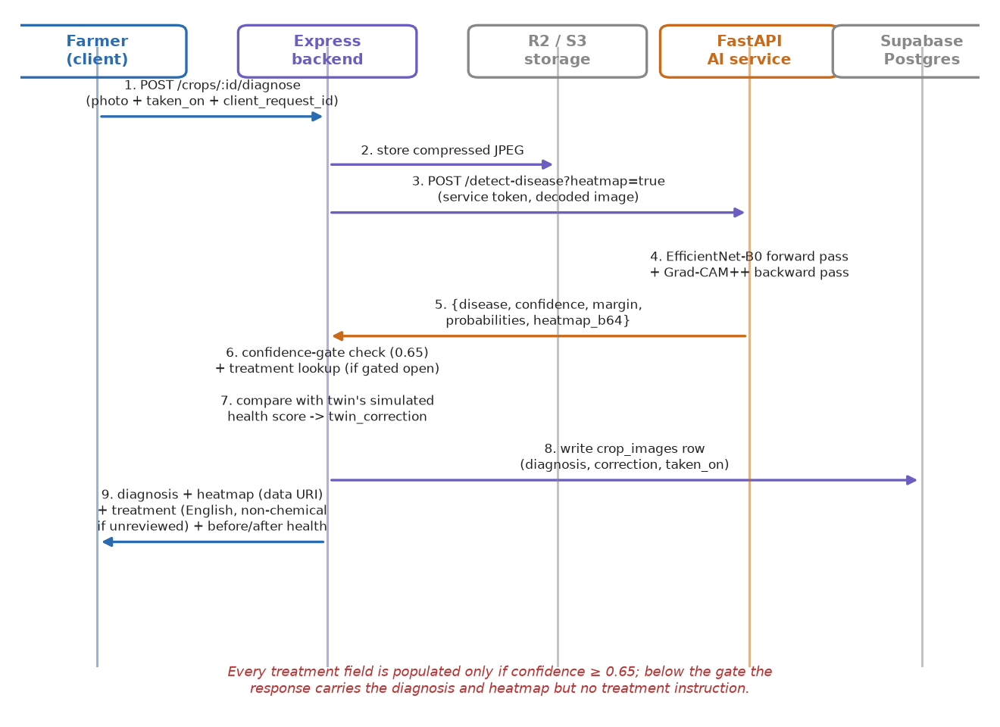 Farmer
(client)
Express
backend
R2 / S3
storage
FastAPI
AI service
Supabase
Postgres
1. POST /crops/:id/diagnose
(photo + taken_on + client_request_id)
2. store compressed JPEG
3. POST /detect-disease?heatmap=true
(service token, decoded image)
4. EfficientNet-B0 forward pass
+ Grad-CAM++ backward pass
5. {disease, confidence, margin,
probabilities, heatmap_b64}
6. confidence-gate check (0.65)
+ treatment lookup (if gated open)
7. compare with twin's simulated
health score -> twin_correction
8. write crop_images row
(diagnosis, correction, taken_on)
9. diagnosis + heatmap (data URI)
+ treatment (English, non-chemical
if unreviewed) + before/after health
Every treatment field is populated only if confidence ≥ 0.65; below the gate the
response carries the diagnosis and heatmap but no treatment instruction.